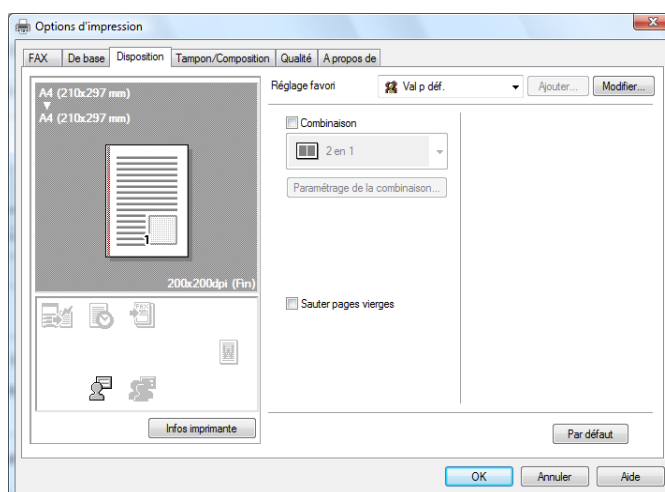 Options d'impression
FAX De base Disposition Tampon/Composition Qualité A propos de
A4 (210x297 mm)
A4 (210x297 mm)
1
200x200dpi (Fin)
Réglage favori Val p déf. Ajouter... Modifier...
Combinaison
2 en 1
Paramétrage de la combinaison...
Sauter pages vierges
Infos imprimante
Par défaut
OK Annuler Aide